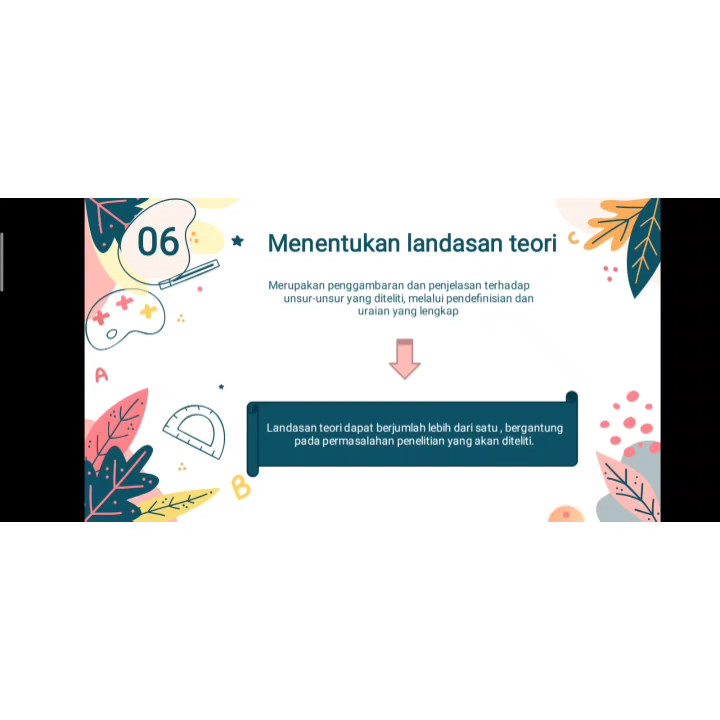 06
Menentukan landasan teori
Merupakan penggambaran dan penjelasan terhadap
unsur-unsur yang diteliti, melalui pendefinisian dan
uraian yang lengkap
Landasan teori dapat berjumlah lebih dari satu , bergantung
pada permasalahan penelitian yang akan diteliti.
A
B
C